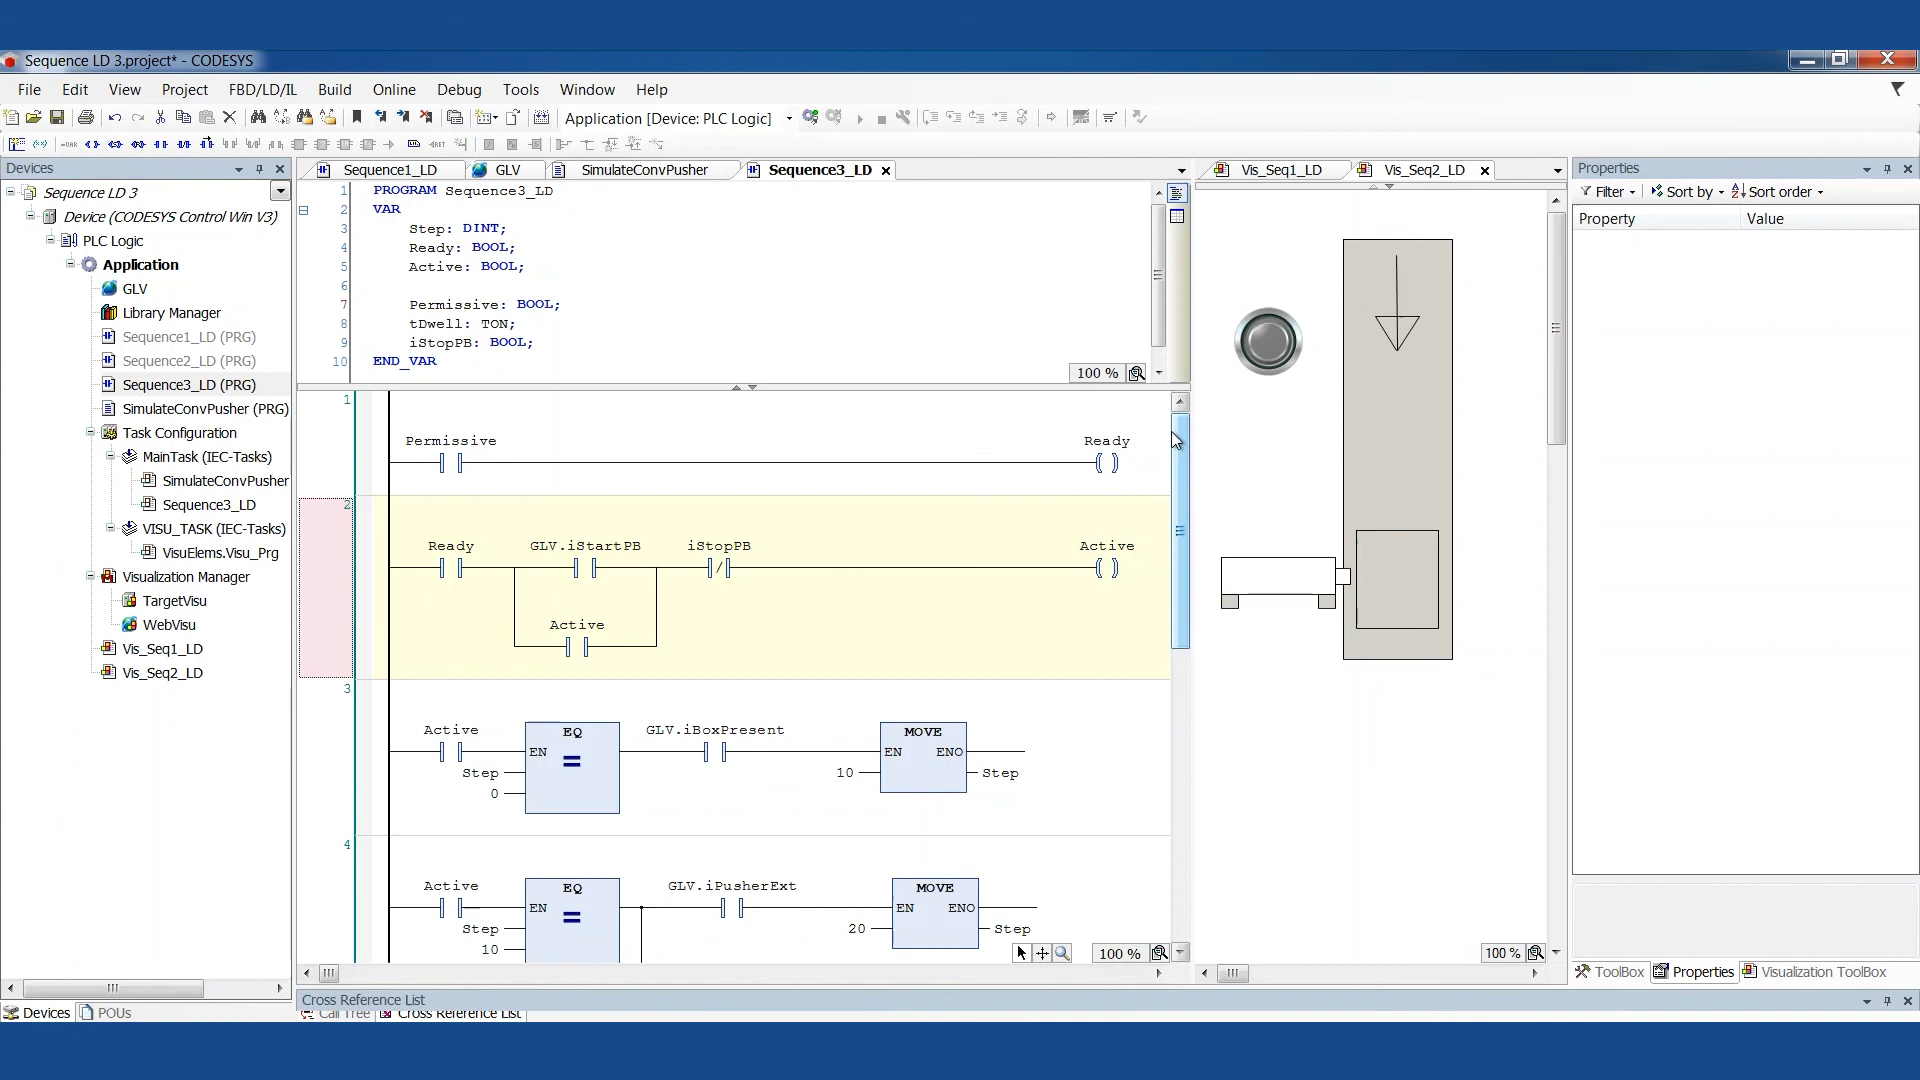 Sequence LD 3.project* - CODESYS
File Edit View Project FBD/LD/IL Build Online Debug Tools Window Help
Application [Device: PLC Logic]
Devices
Sequence LD 3
Device (CODESYS Control Win V3)
PLC Logic
Application
GLV
Library Manager
Sequence1_LD (PRG)
Sequence2_LD (PRG)
Sequence3_LD (PRG)
SimulateConvPusher (PRG)
Task Configuration
MainTask (IEC-Tasks)
SimulateConvPusher
Sequence3_LD
VISU_TASK (IEC-Tasks)
VisuElems.Visu_Prg
Visualization Manager
TargetVisu
WebVisu
Vis_Seq1_LD
Vis_Seq2_LD
Devices POUs
Sequence1_LD GLV SimulateConvPusher Sequence3_LD
1 PROGRAM Sequence3_LD
2 VAR
3 Step: DINT;
4 Ready: BOOL;
5 Active: BOOL;
6
7 Permissive: BOOL;
8 tDwell: TON;
9 iStopPB: BOOL;
10 END_VAR
100 %
1
Permissive Ready
2
Ready GLV.iStartPB iStopPB Active
Active
3
Active EQ GLV.iBoxPresent MOVE
EN = EN ENO
Step 10 Step
0
4
Active EQ GLV.iPusherExt MOVE
EN = EN ENO
Step 20 Step
10
100 %
Vis_Seq1_LD Vis_Seq2_LD
100 %
Properties
Filter Sort by Sort order
Property Value
ToolBox Properties Visualization ToolBox
Cross Reference List
Call Tree Cross Reference List